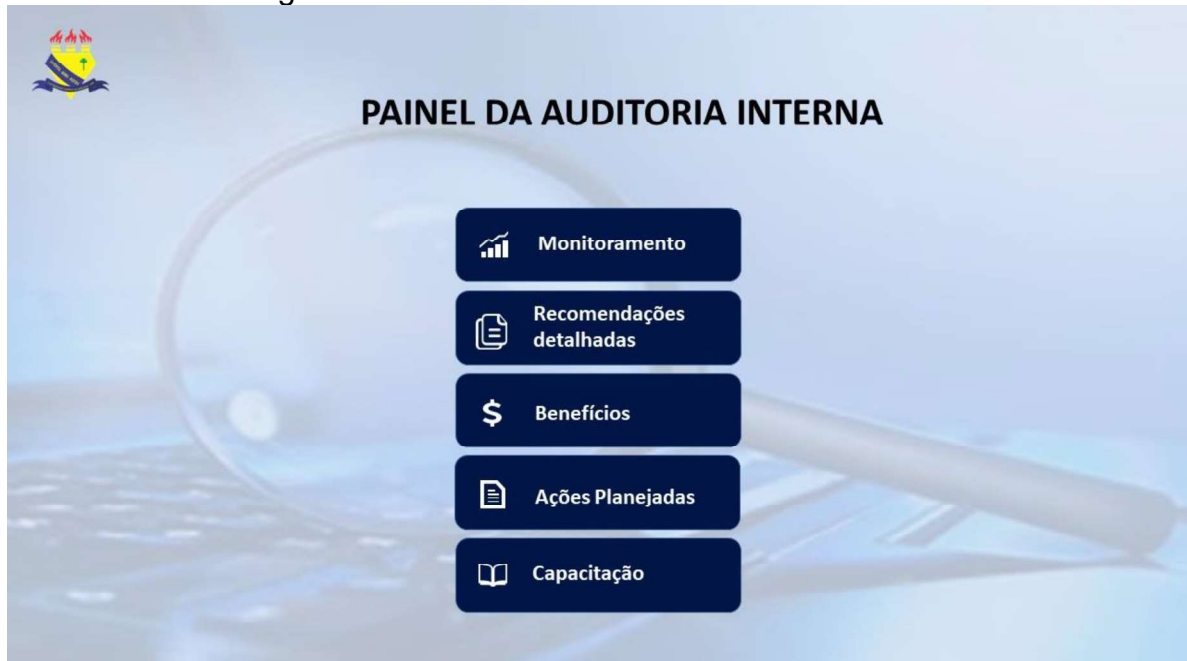 PAINEL DA AUDITORIA INTERNA
Monitoramento
Recomendações
detalhadas
$ Benefícios
Ações Planejadas
Capacitação